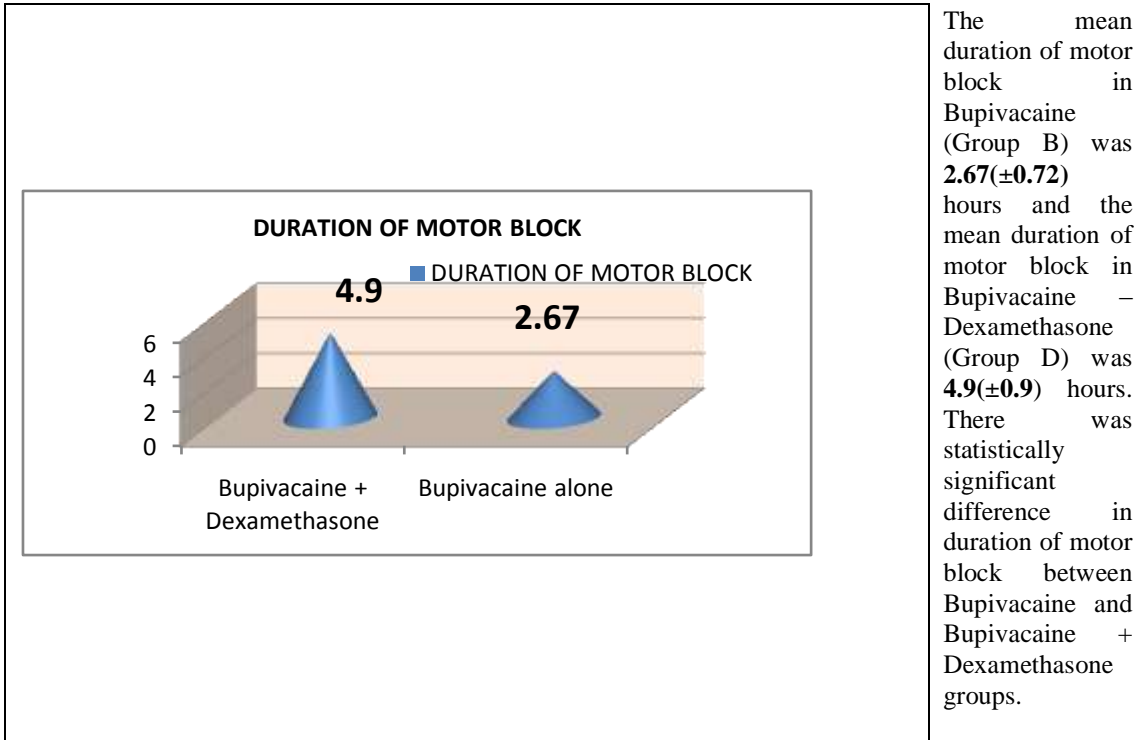 DURATION OF MOTOR BLOCK
DURATION OF MOTOR BLOCK
4.9
2.67
6
4
2
0
Bupivacaine +
Dexamethasone
Bupivacaine alone
The mean
duration of motor
block in
Bupivacaine
(Group B) was
2.67(±0.72)
hours and the
mean duration of
motor block in
Bupivacaine –
Dexamethasone
(Group D) was
4.9(±0.9) hours.
There was
statistically
significant
difference in
duration of motor
block between
Bupivacaine and
Bupivacaine +
Dexamethasone
groups.